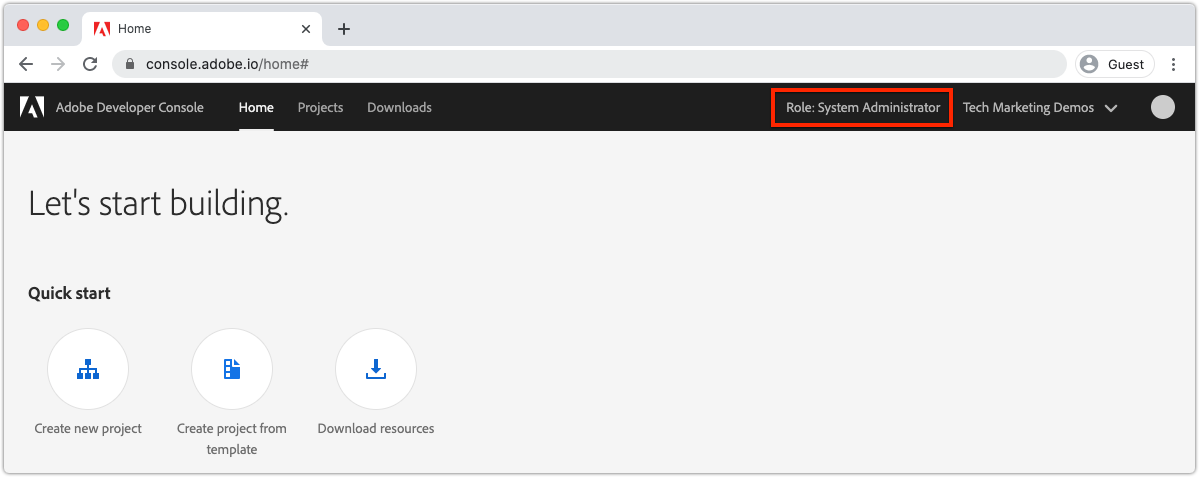 Home
console.adobe.io/home#
Guest
Adobe Developer Console Home Projects Downloads Role: System Administrator Tech Marketing Demos
Let's start building.
Quick start
Create new project
Create project from
template
Download resources